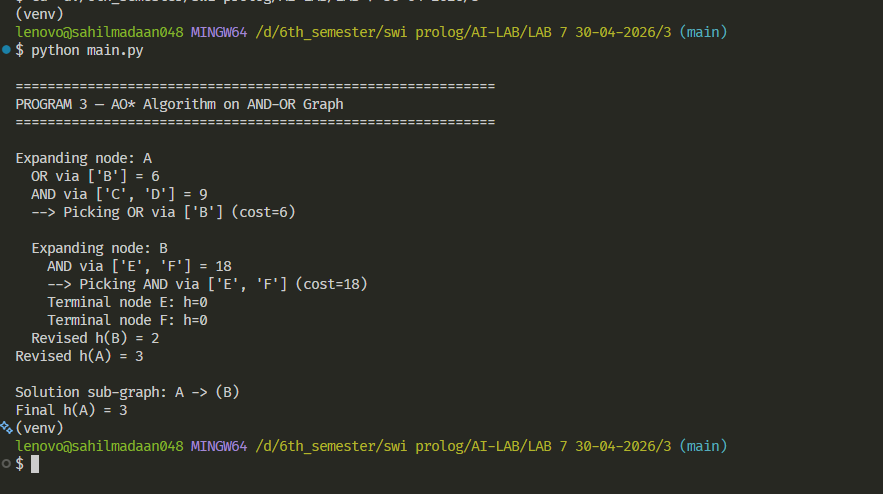 (venv)
lenovo@sahilmadaan048 MINGW64 /d/6th_semester/swi prolog/AI-LAB/LAB 7 30-04-2026/3 (main)
$ python main.py
============================================================
PROGRAM 3 — AO* Algorithm on AND-OR Graph
============================================================
Expanding node: A
OR via ['B'] = 6
AND via ['C', 'D'] = 9
--> Picking OR via ['B'] (cost=6)
Expanding node: B
AND via ['E', 'F'] = 18
--> Picking AND via ['E', 'F'] (cost=18)
Terminal node E: h=0
Terminal node F: h=0
Revised h(B) = 2
Revised h(A) = 3
Solution sub-graph: A -> (B)
Final h(A) = 3
(venv)
lenovo@sahilmadaan048 MINGW64 /d/6th_semester/swi prolog/AI-LAB/LAB 7 30-04-2026/3 (main)
$